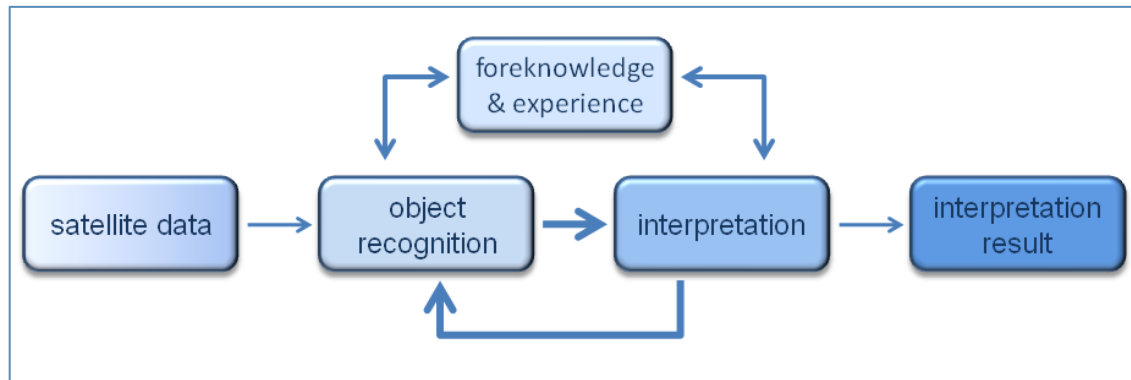 foreknowledge
& experience
satellite data
object
recognition
interpretation
interpretation
result